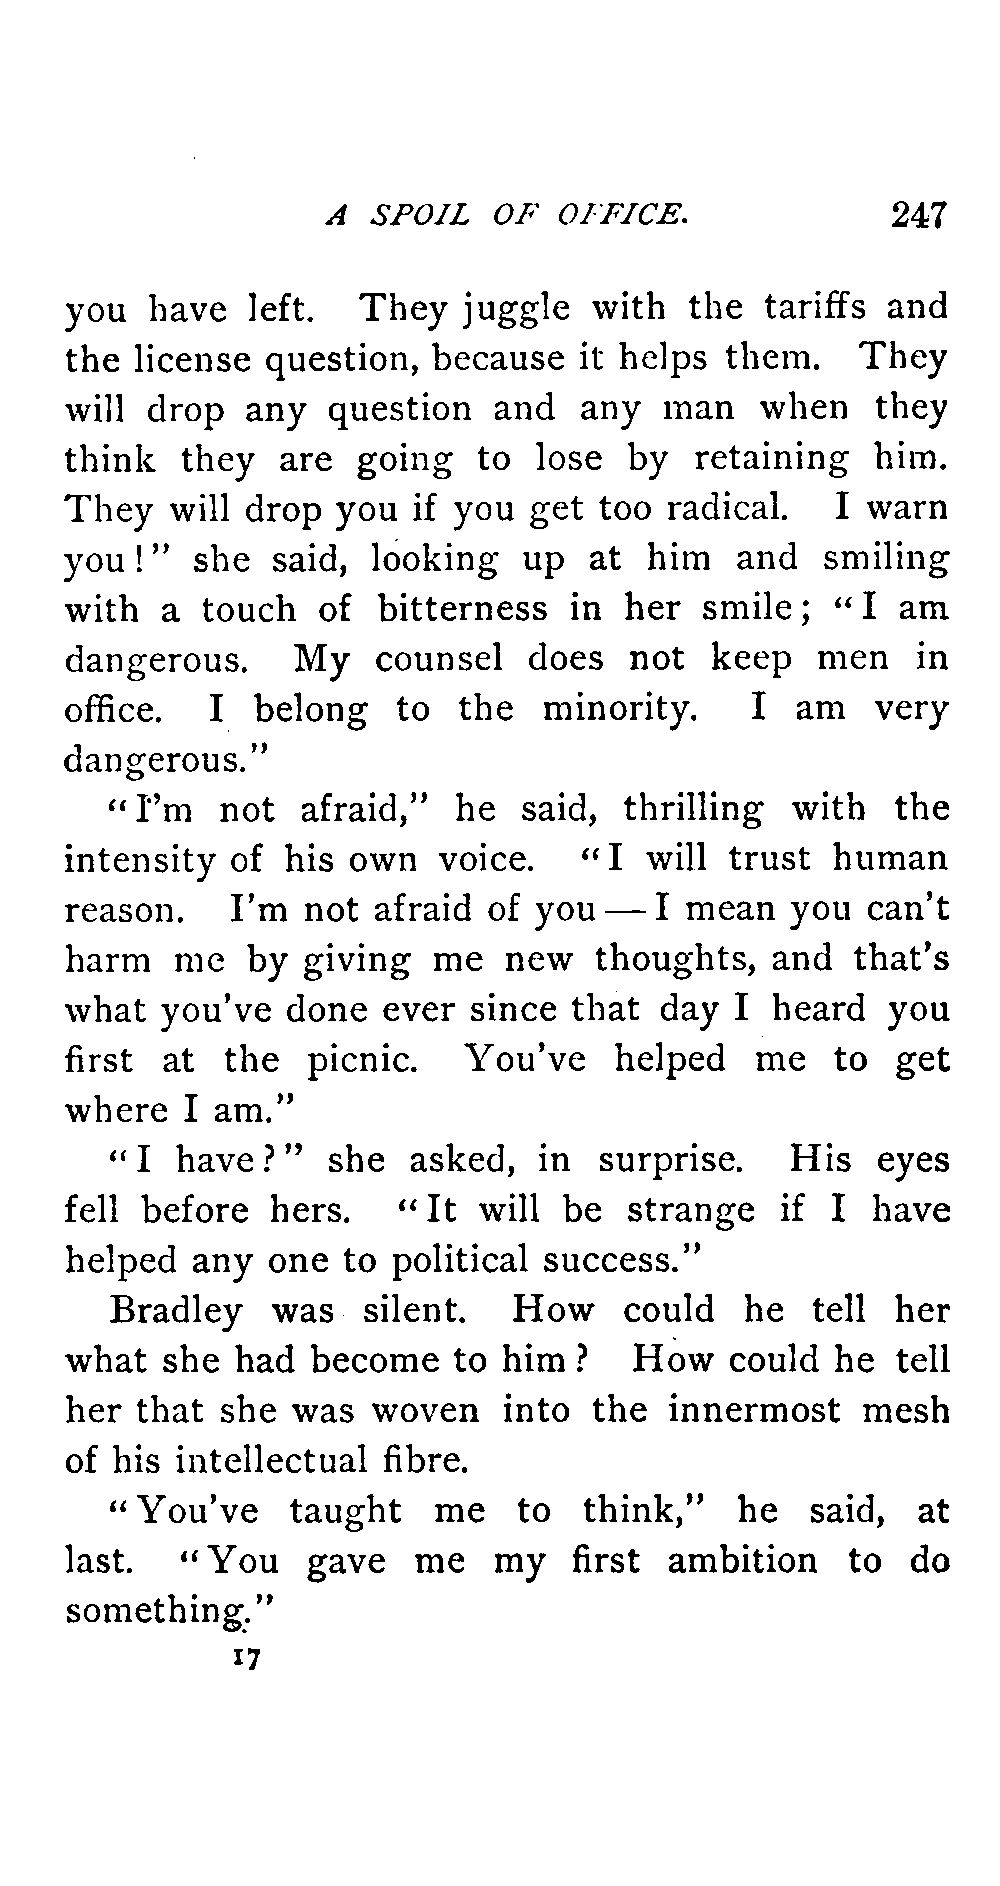 A SPOIL OF OFFICE. 247
you have left. They juggle with the tariffs and
the license question, because it helps them. They
will drop any question and any man when they
think they are going to lose by retaining him.
They will drop you if you get too radical. I warn
you!" she said, looking up at him and smiling
with a touch of bitterness in her smile; "I am
dangerous. My counsel does not keep men in
office. I belong to the minority. I am very
dangerous."
"I'm not afraid," he said, thrilling with the
intensity of his own voice. "I will trust human
reason. I'm not afraid of you — I mean you can't
harm me by giving me new thoughts, and that's
what you've done ever since that day I heard you
first at the picnic. You've helped me to get
where I am."
"I have?" she asked, in surprise. His eyes
fell before hers. "It will be strange if I have
helped any one to political success."
Bradley was silent. How could he tell her
what she had become to him? How could he tell
her that she was woven into the innermost mesh
of his intellectual fibre.
"You've taught me to think," he said, at
last. "You gave me my first ambition to do
something."
17